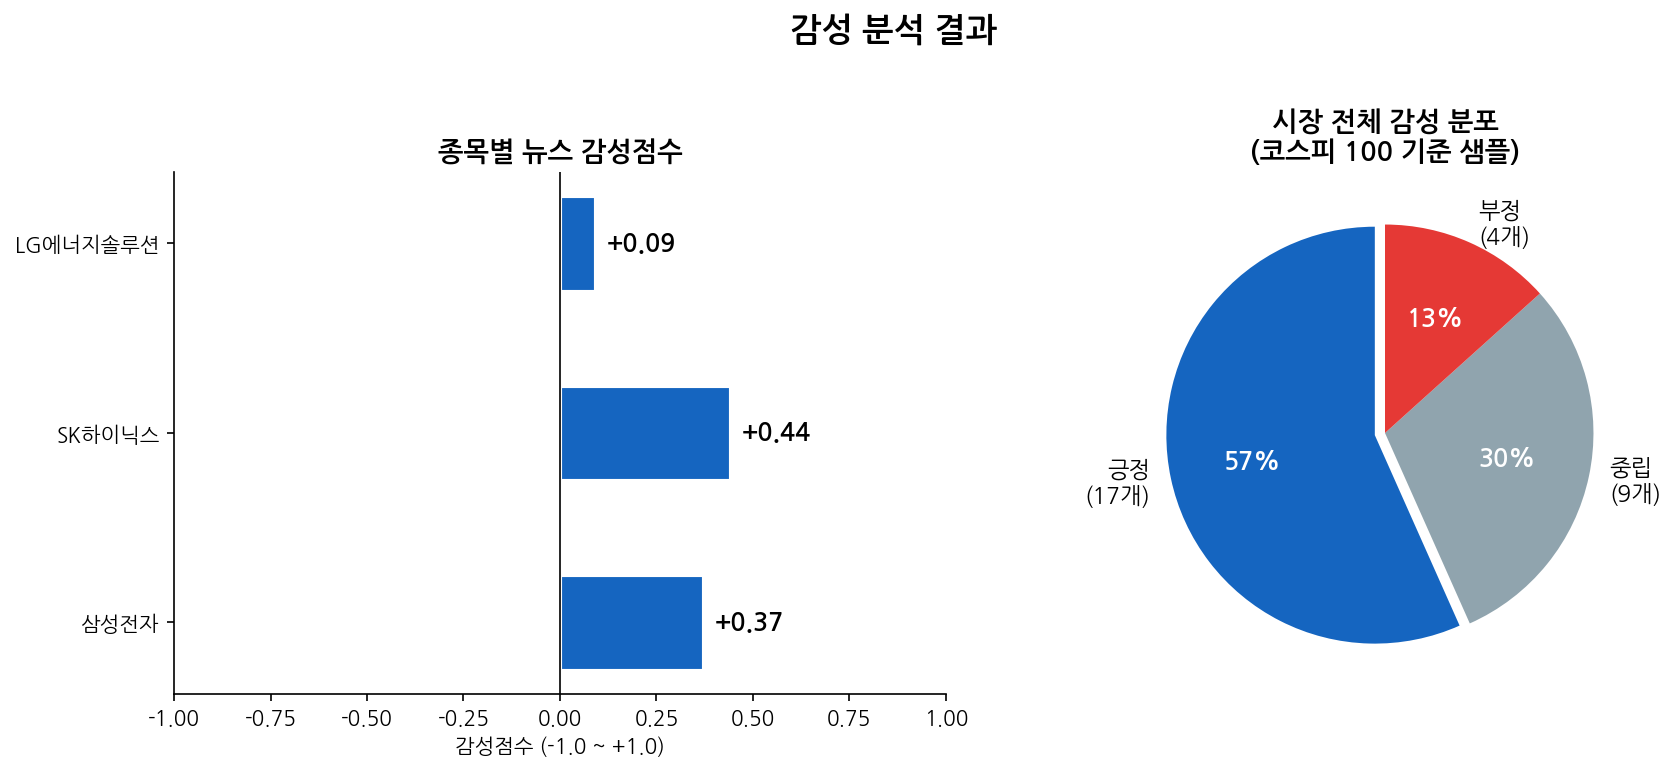 감성 분석 결과
종목별 뉴스 감성점수
LG에너지솔루션
+0.09
SK하이닉스
+0.44
삼성전자
+0.37
-1.00 -0.75 -0.50 -0.25 0.00 0.25 0.50 0.75 1.00
감성점수 (-1.0 ~ +1.0)
시장 전체 감성 분포
(코스피 100 기준 샘플)
부정
(4개)
13%
57%
30%
긍정
(17개)
중립
(9개)